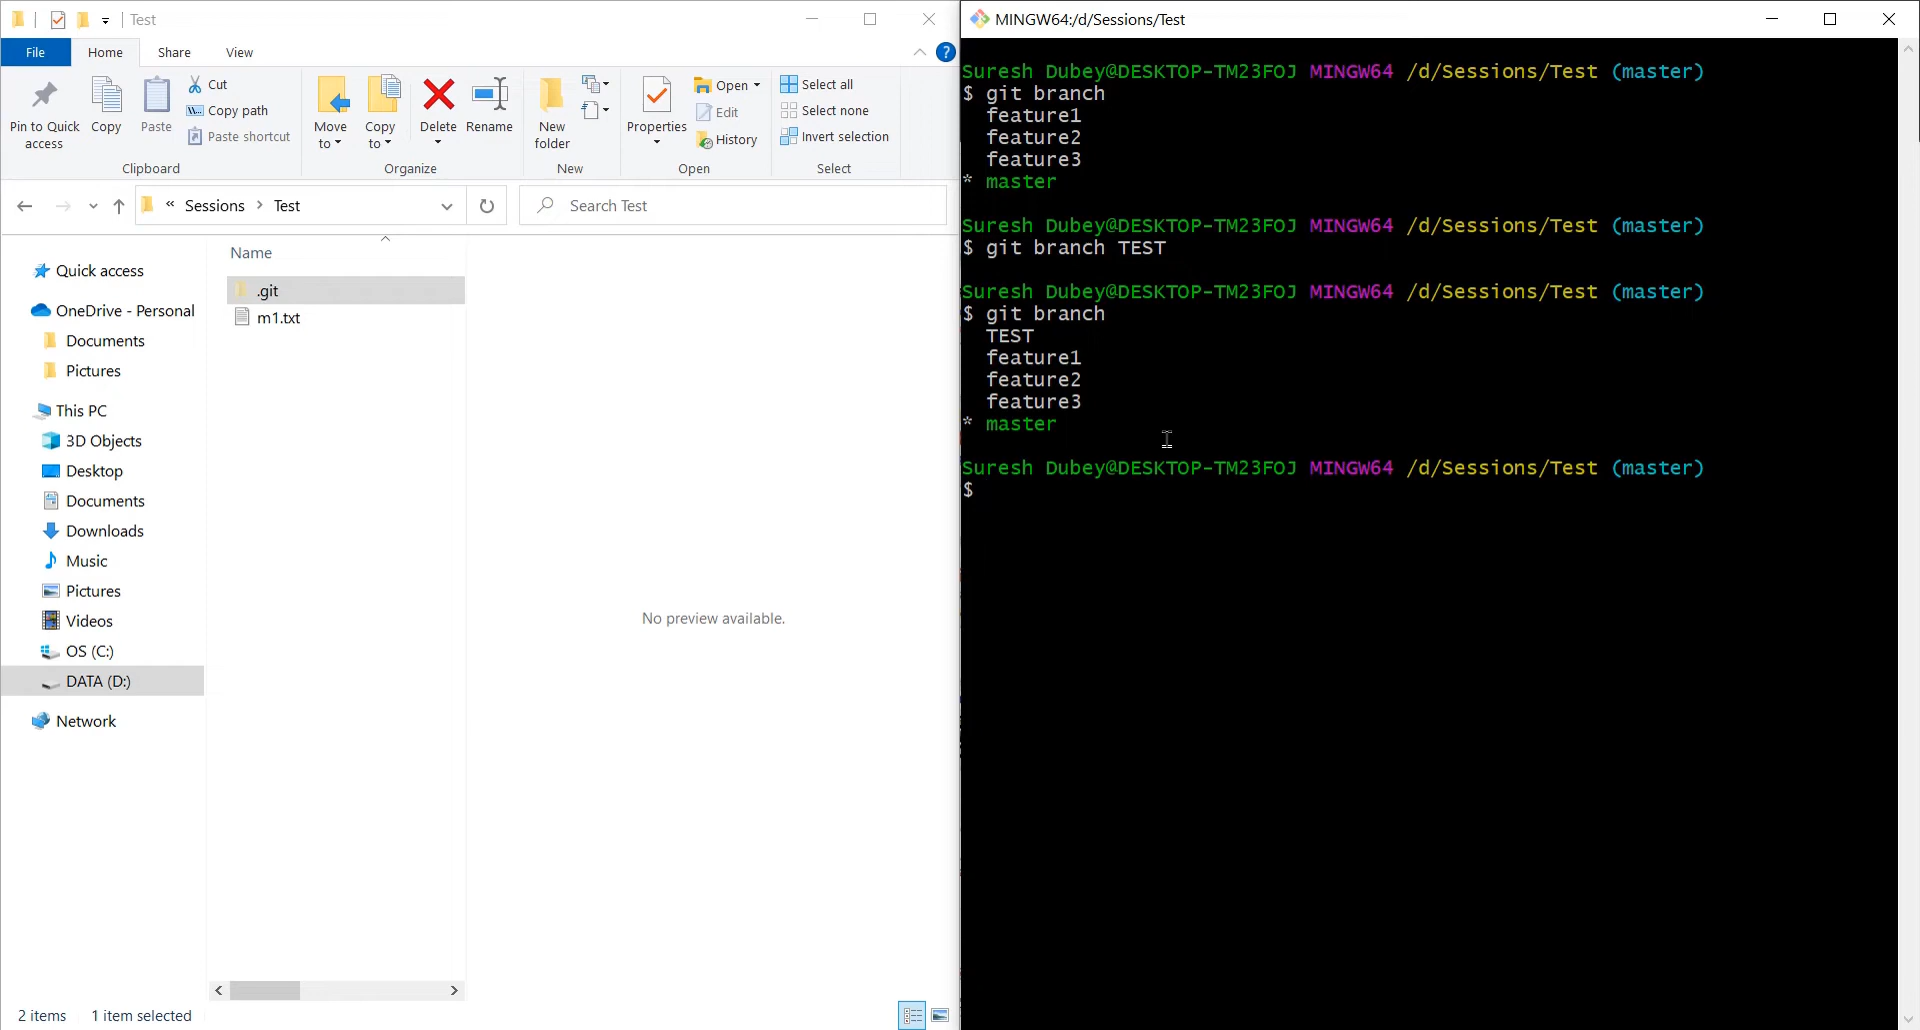 Test
File Home Share View
Pin to Quick access
Copy
Paste
Cut
Copy path
Paste shortcut
Clipboard
Move to
Copy to
Delete
Rename
Organize
New folder
New
Properties
Open
Edit
History
Open
Select all
Select none
Invert selection
Select
« Sessions > Test
Search Test
Quick access
OneDrive - Personal
Documents
Pictures
This PC
3D Objects
Desktop
Documents
Downloads
Music
Pictures
Videos
OS (C:)
DATA (D:)
Network
Name
.git
m1.txt
No preview available.
2 items 1 item selected
MINGW64:/d/Sessions/Test
Suresh Dubey@DESKTOP-TM23FOJ MINGW64 /d/Sessions/Test (master)
$ git branch
feature1
feature2
feature3
* master
Suresh Dubey@DESKTOP-TM23FOJ MINGW64 /d/Sessions/Test (master)
$ git branch TEST
Suresh Dubey@DESKTOP-TM23FOJ MINGW64 /d/Sessions/Test (master)
$ git branch
TEST
feature1
feature2
feature3
* master
Suresh Dubey@DESKTOP-TM23FOJ MINGW64 /d/Sessions/Test (master)
$